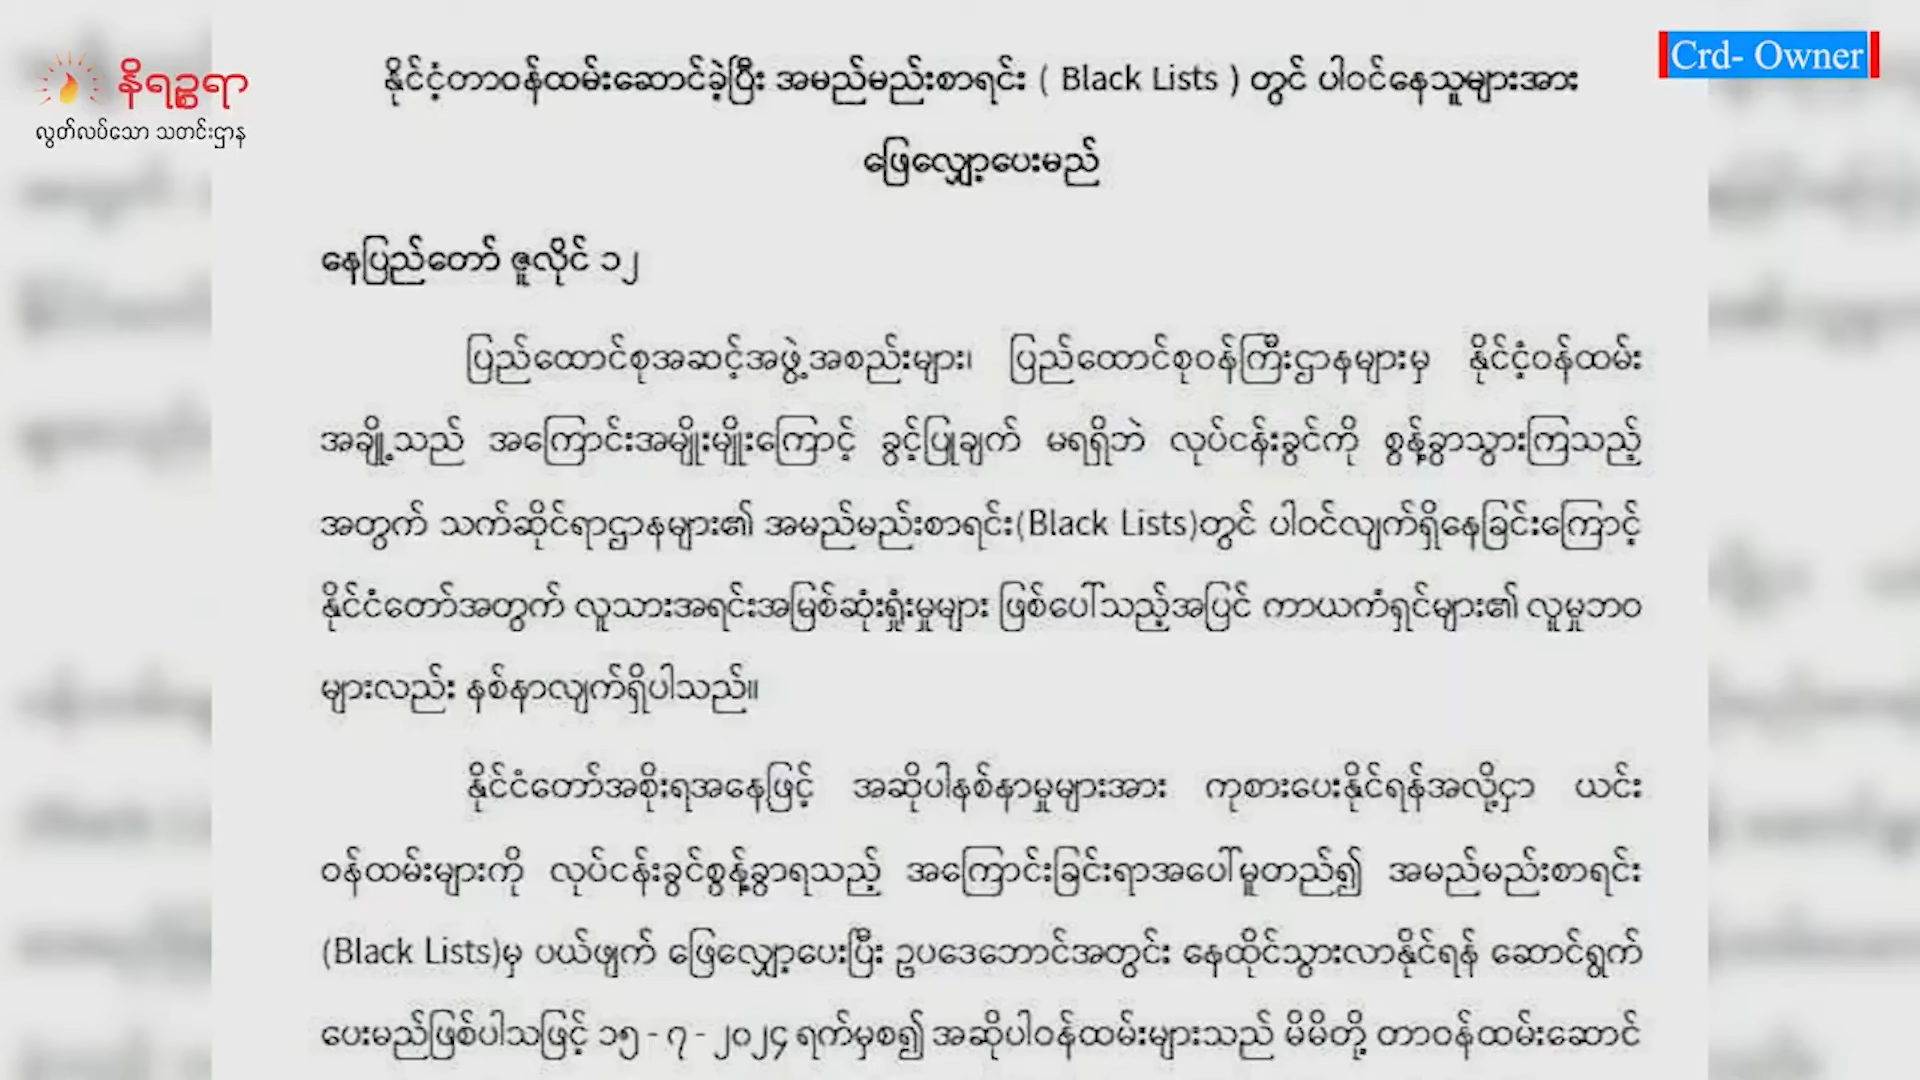 နိရဉ္စရာ
လွတ်လပ်သော သတင်းဌာန
Crd- Owner
နိုင်ငံ့တာဝန်ထမ်းဆောင်ခဲ့ပြီး အမည်မည်းစာရင်း ( Black Lists ) တွင် ပါဝင်နေသူများအား
ဖြေလျှော့ပေးမည်
နေပြည်တော် ဇူလိုင် ၁၂
ပြည်ထောင်စုအဆင့်အဖွဲ့အစည်းများ၊ ပြည်ထောင်စုဝန်ကြီးဌာနများမှ နိုင်ငံ့ဝန်ထမ်း
အချို့သည် အကြောင်းအမျိုးမျိုးကြောင့် ခွင့်ပြုချက် မရရှိဘဲ လုပ်ငန်းခွင်ကို စွန့်ခွာသွားကြသည့်
အတွက် သက်ဆိုင်ရာဌာနများ၏ အမည်မည်းစာရင်း(Black Lists)တွင် ပါဝင်လျက်ရှိနေခြင်းကြောင့်
နိုင်ငံတော်အတွက် လူသားအရင်းအမြစ်ဆုံးရှုံးမှုများ ဖြစ်ပေါ်သည့်အပြင် ကာယကံရှင်များ၏ လူမှုဘဝ
များလည်း နစ်နာလျက်ရှိပါသည်။
နိုင်ငံတော်အစိုးရအနေဖြင့် အဆိုပါနစ်နာမှုများအား ကုစားပေးနိုင်ရန်အလို့ငှာ ယင်း
ဝန်ထမ်းများကို လုပ်ငန်းခွင်စွန့်ခွာရသည့် အကြောင်းခြင်းရာအပေါ်မူတည်၍ အမည်မည်းစာရင်း
(Black Lists)မှ ပယ်ဖျက် ဖြေလျှော့ပေးပြီး ဥပဒေဘောင်အတွင်း နေထိုင်သွားလာနိုင်ရန် ဆောင်ရွက်
ပေးမည်ဖြစ်ပါသဖြင့် ၁၅ - ၇ - ၂၀၂၄ ရက်မှစ၍ အဆိုပါဝန်ထမ်းများသည် မိမိတို့ တာဝန်ထမ်းဆောင်